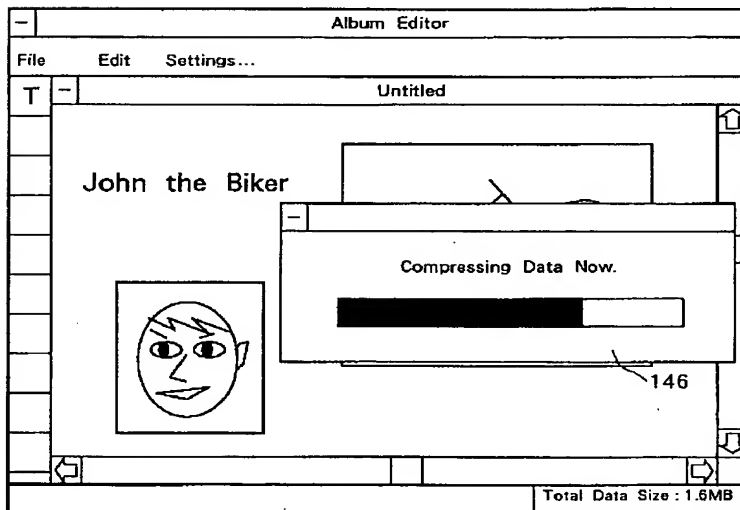 Album Editor
File Edit Settings...
T
Untitled
John the Biker
Compressing Data Now.
146
Total Data Size : 1.6MB